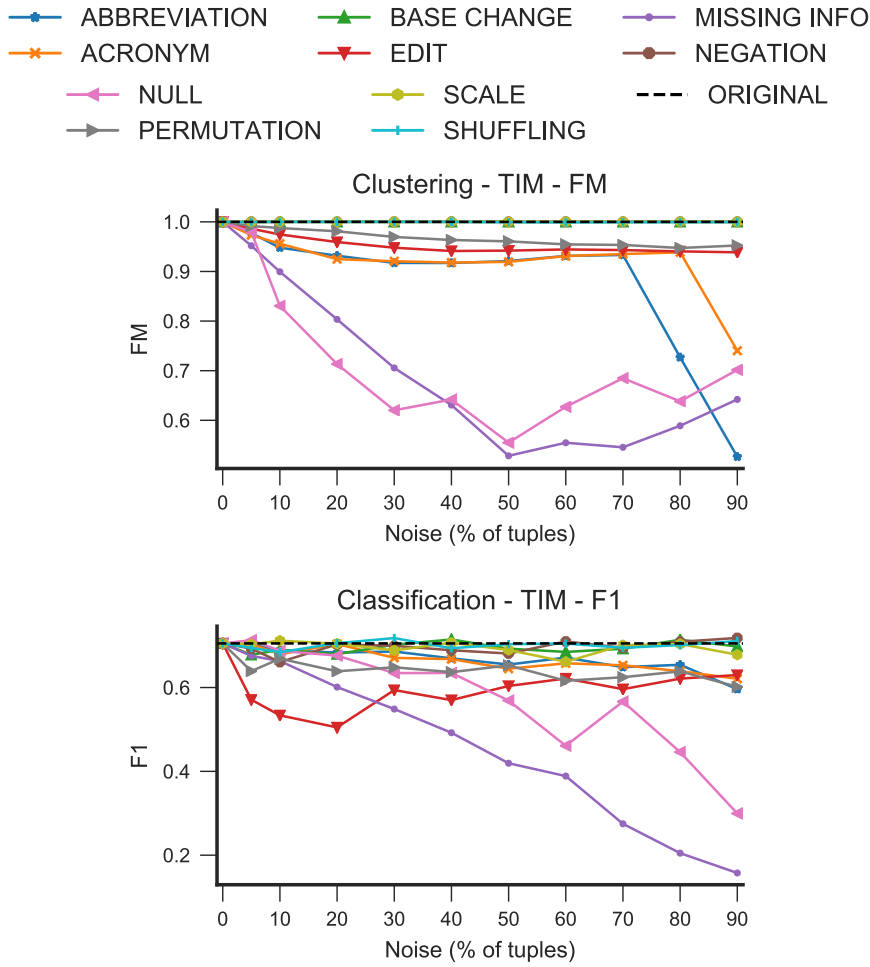 ABBREVIATION BASE CHANGE MISSING INFO
ACRONYM EDIT NEGATION
NULL SCALE ORIGINAL
PERMUTATION SHUFFLING
Clustering - TIM - FM
1.0
0.9
0.8
0.7
0.6
FM
0 10 20 30 40 50 60 70 80 90
Noise (% of tuples)
Classification - TIM - F1
0.6
0.4
0.2
F1
0 10 20 30 40 50 60 70 80 90
Noise (% of tuples)